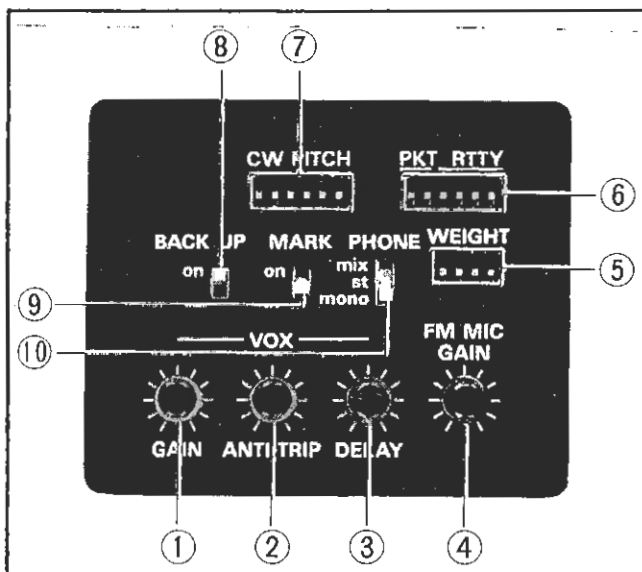 ⑧ ⑦
CW PITCH PKT RTTY
⑥
BACK UP MARK PHONE WEIGHT
on on mix
st
mono
⑤
⑨
⑩
VOX FM MIC
GAIN
GAIN ANTI-TRIP DELAY
① ② ③ ④